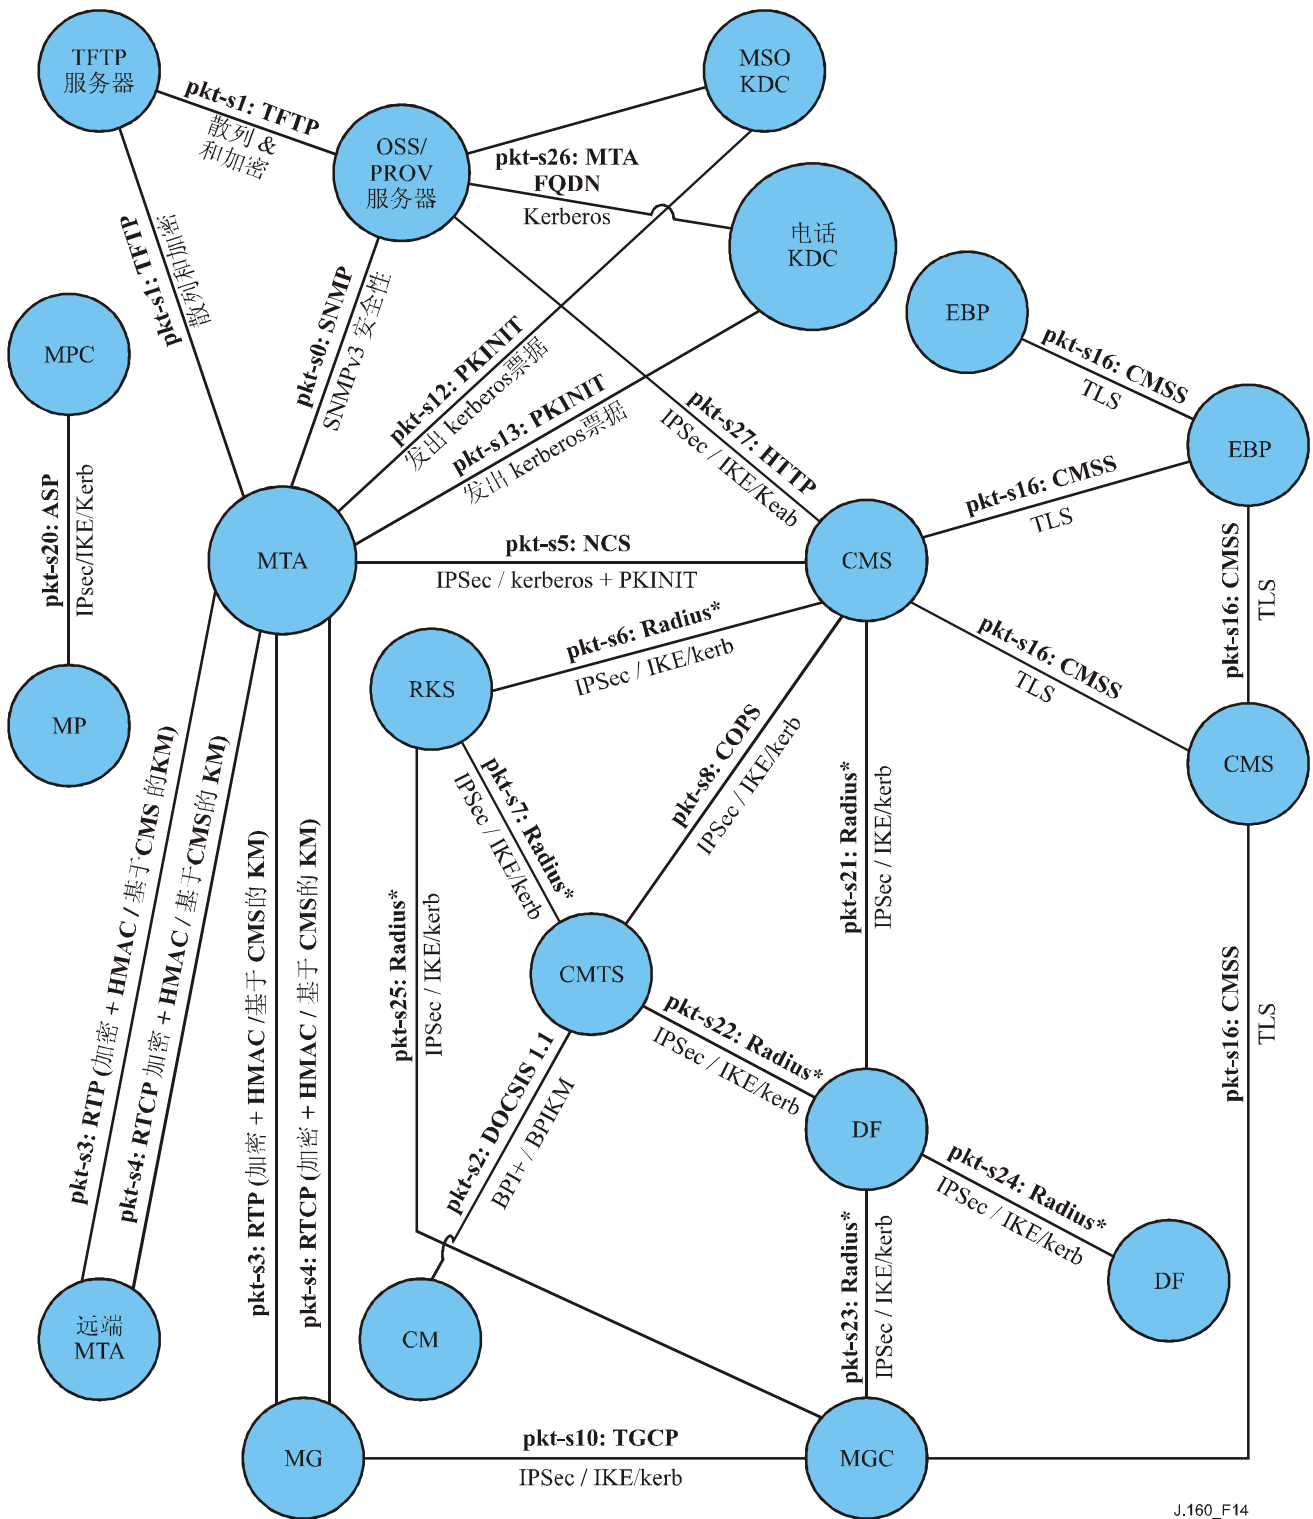 TFTP
服务器
MSO
KDC
pkt-s1: TFTP
散列 &
和加密
OSS/
PROV
服务器
pkt-s26: MTA
FQDN
Kerberos
电话
KDC
pkt-s1: TFTP
散列和加密
pkt-s0: SNMP
SNMPv3 安全性
pkt-s12: PKINIT
发出 kerberos票据
pkt-s13: PKINIT
发出 kerberos票据
pkt-s27: HTTP
IPSec / IKE/Keab
EBP
pkt-s16: CMSS
TLS
EBP
MPC
pkt-s20: ASP
IPsec/IKE/Kerb
MP
pkt-s16: CMSS
TLS
MTA
pkt-s5: NCS
IPSec / kerberos + PKINIT
CMS
pkt-s16: CMSS
TLS
pkt-s6: Radius*
IPSec / IKE/kerb
pkt-s16: CMSS
TLS
RKS
CMS
pkt-s3: RTP (加密 + HMAC / 基于CMS 的KM)
pkt-s4: RTCP 加密 + HMAC / 基于CMS的 KM)
pkt-s3: RTP (加密 + HMAC /基于 CMS的 KM)
pkt-s4: RTCP (加密 + HMAC / 基于 CMS的 KM)
pkt-s7: Radius*
IPSec / IKE/kerb
pkt-s8: COPS
IPSec / IKE/kerb
pkt-s21: Radius*
IPSec / IKE/kerb
pkt-s25: Radius*
IPSec / IKE/kerb
CMTS
pkt-s22: Radius*
IPSec / IKE/kerb
pkt-s16: CMSS
TLS
pkt-s2: DOCSIS 1.1
BPI+ / BPIKM
DF
pkt-s24: Radius*
IPSec / IKE/kerb
DF
pkt-s23: Radius*
IPSec / IKE/kerb
远端
MTA
CM
MG
pkt-s10: TGCP
IPSec / IKE/kerb
MGC
J.160_F14